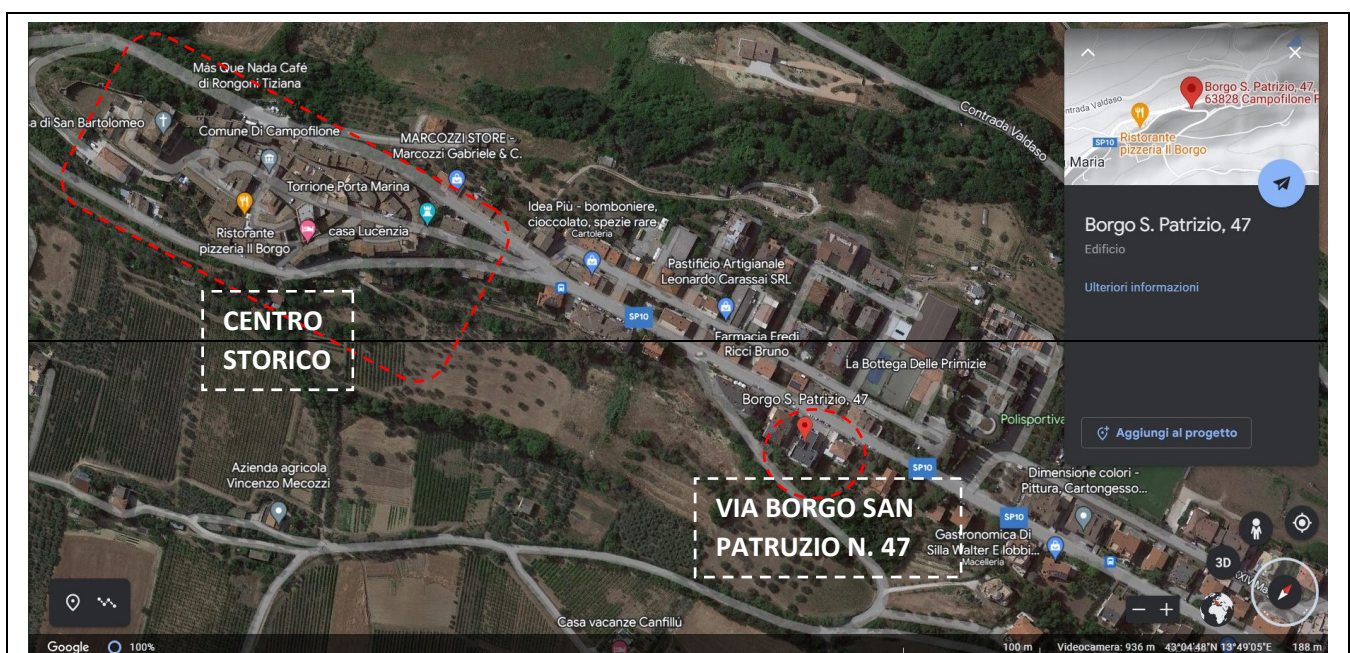 Más Que Nada Café
di Rongoni Tiziana
a di San Bartolomeo
Comune Di Campofilone
MARCOZZI STORE -
Marcozzi Gabriele & C.
Torrione Porta Marina
Idea Più - bomboniere,
cioccolato, spezie rare
Cartoleria
Ristorante
pizzeria Il Borgo
casa Lucenzia
Pastificio Artigianale
Leonardo Carassai SRL
Contrada Valdaso
SP10
CENTRO
STORICO
Farmacia Fredi
Ricci Bruno
La Bottega Delle Primizie
Borgo S. Patrizio, 47
Polisportiva
Azienda agricola
Vincenzo Mecozzi
SP10
Dimensione colori -
Pittura, Cartongesso...
VIA BORGO SAN
PATRUZIO N. 47
SP10
Gastronomica Di
Silla Walter E Iobbi...
Macelleria
Casa vacanze Canfillù
XXIV Mag
Borgo S. Patrizio, 47,
63828 Campofilone F
ntrada Valdaso
SP10
Ristorante
pizzeria Il Borgo
Maria
Borgo S. Patrizio, 47
Edificio
Ulteriori informazioni
Aggiungi al progetto
3D
Google
100%
100 m
Videocamera: 936 m
43°04'48"N 13°49'05"E
188 m